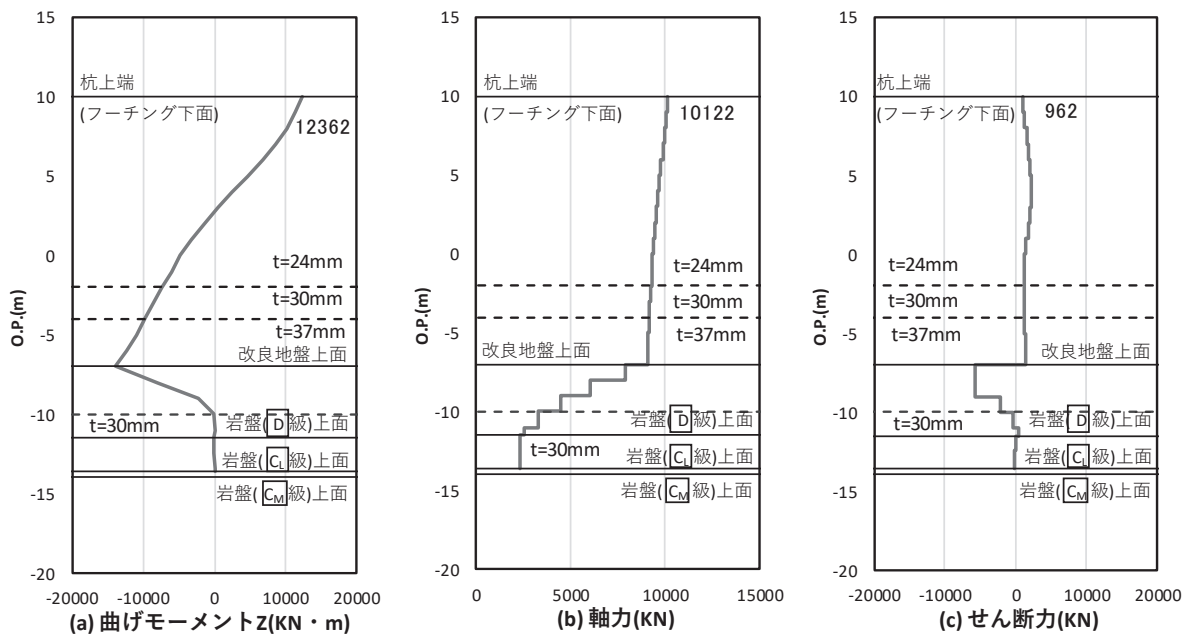 15
杭上端
10
(フーチング下面)
12362
5
0
t=24mm
t=30mm
-5
t=37mm
改良地盤上面
-10
t=30mm
岩盤(D級)上面
岩盤(CL級)上面
岩盤(CM級)上面
-15
-20
-20000 -10000 0 10000 20000
O.P.(m)
(a) 曲げモーメントZ(KN・m)
15
杭上端
10
(フーチング下面)
10122
5
0
t=24mm
t=30mm
-5
t=37mm
改良地盤上面
-10
岩盤(D級)上面
t=30mm
岩盤(CL級)上面
岩盤(CM級)上面
-15
-20
0 5000 10000 15000
O.P.(m)
(b) 軸力(KN)
15
杭上端
10
(フーチング下面)
962
5
0
t=24mm
t=30mm
-5
t=37mm
改良地盤上面
-10
t=30mm
岩盤(D級)上面
岩盤(CL級)上面
岩盤(CM級)上面
-15
-20
-20000 -10000 0 10000 20000
O.P.(m)
(c) せん断力(KN)